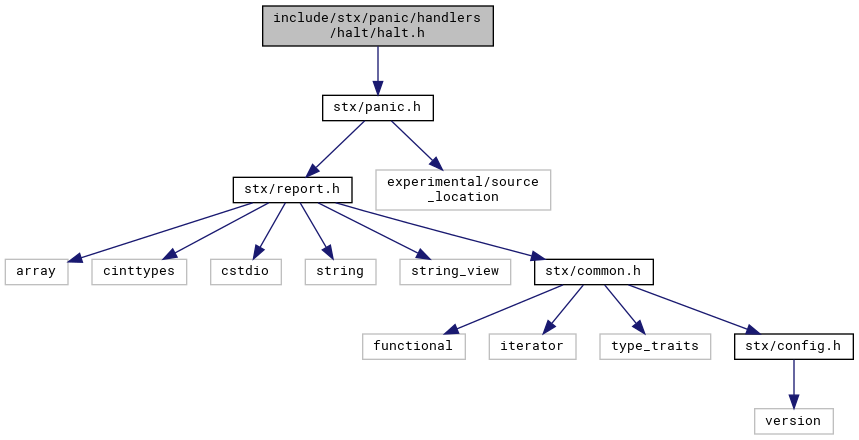 include/stx/panic/handlers
/halt/halt.h
stx/panic.h
stx/report.h
experimental/source
_location
array
cinttypes
cstdio
string
string_view
stx/common.h
functional
iterator
type_traits
stx/config.h
version